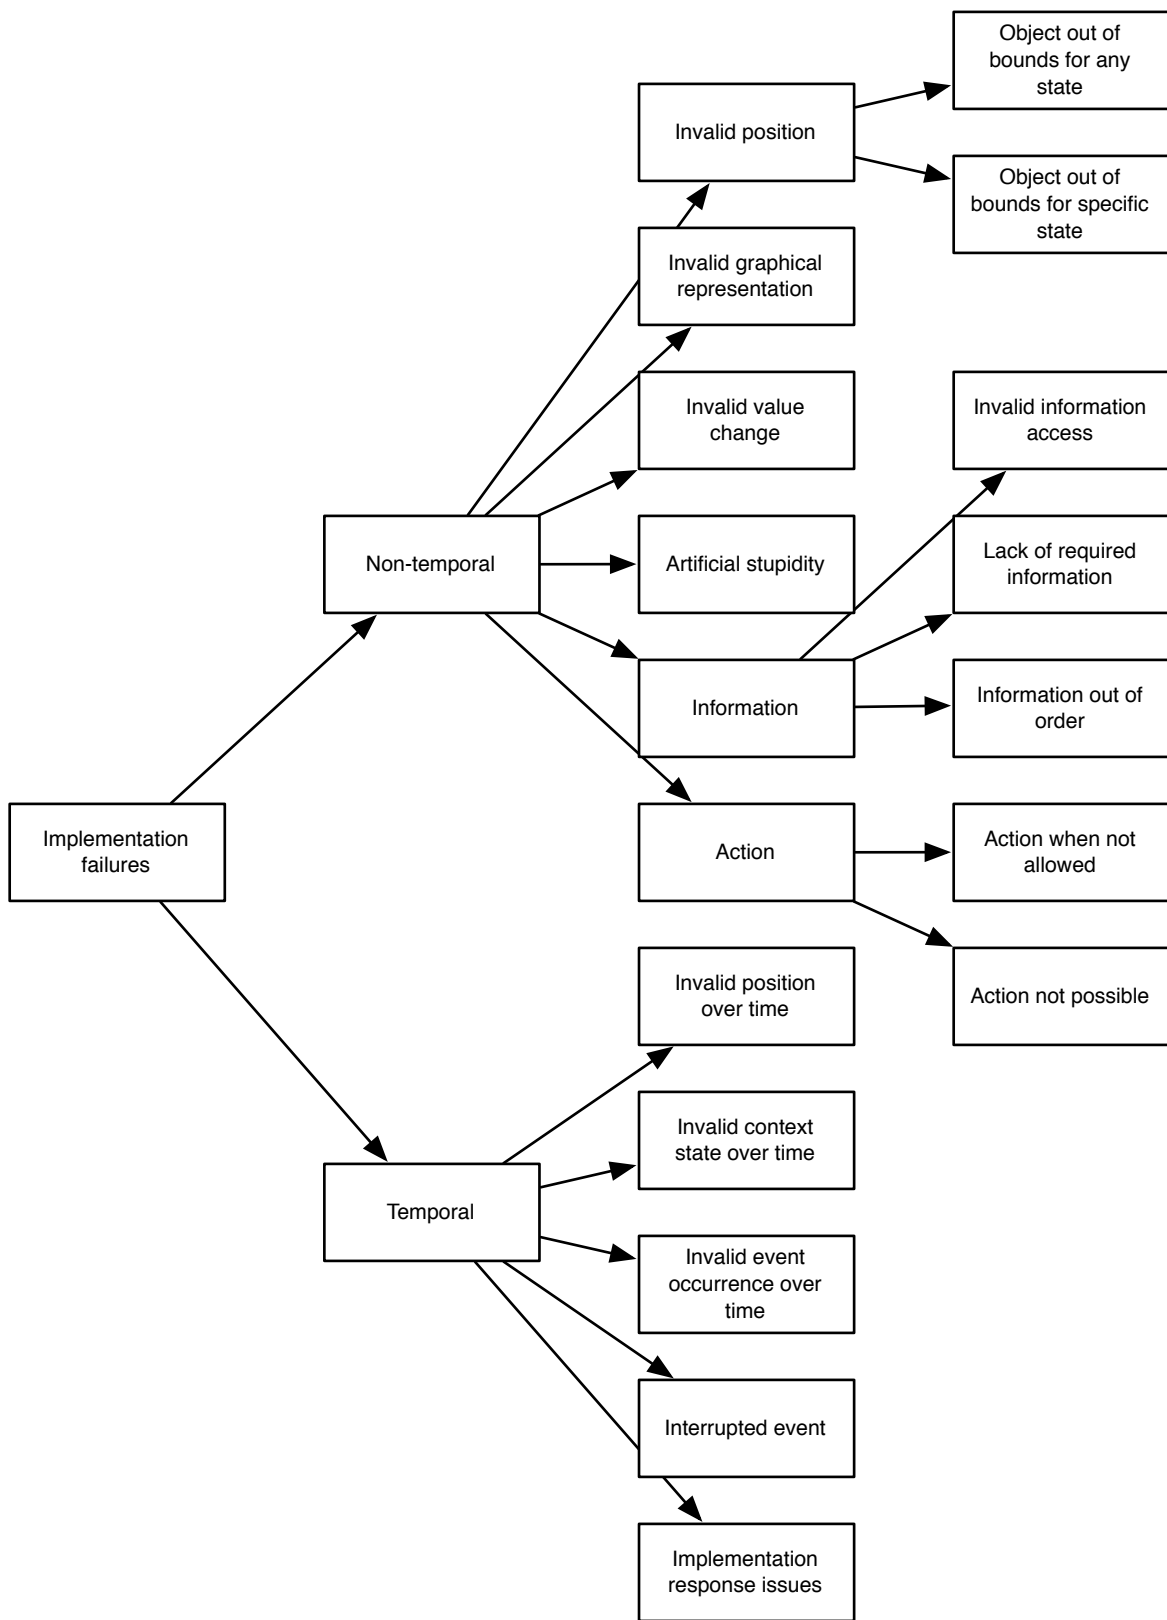 Object out of
bounds for any
state
Invalid position
Object out of
bounds for specific
state
Invalid graphical
representation
Invalid value
change
Invalid information
access
Non-temporal
Artificial stupidity
Lack of required
information
Information
Information out of
order
Implementation
failures
Action
Action when not
allowed
Invalid position
over time
Action not possible
Invalid context
state over time
Temporal
Invalid event
occurrence over
time
Interrupted event
Implementation
response issues